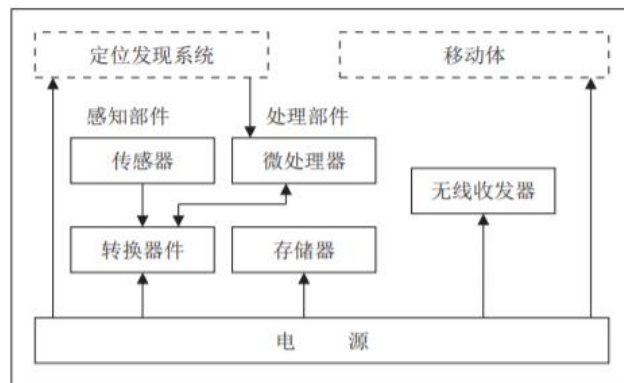 定位发现系统 移动体
感知部件 处理部件
传感器 微处理器
无线收发器
转换器件 存储器
电 源